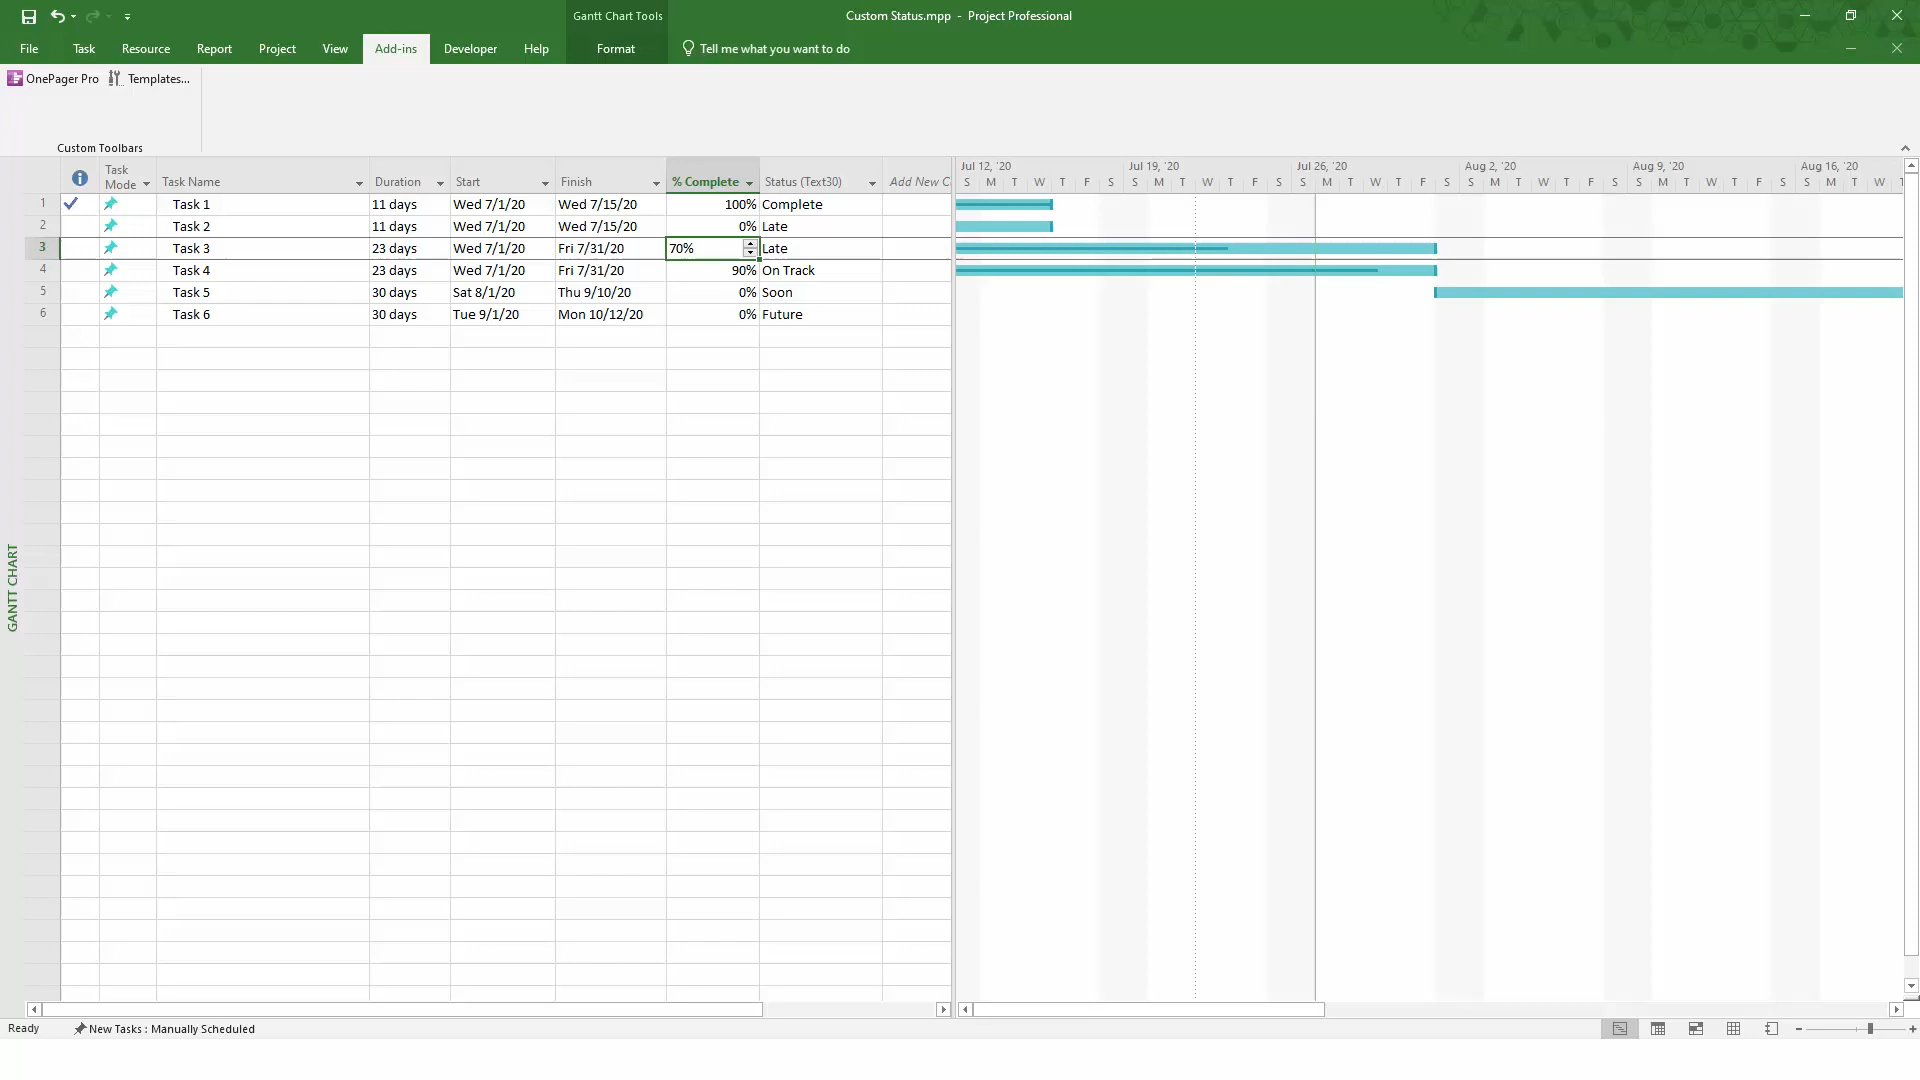 Gantt Chart Tools
Custom Status.mpp - Project Professional
File Task Resource Report Project View Add-ins Developer Help Format Tell me what you want to do
OnePager Pro Templates...
Custom Toolbars
Task Mode Task Name Duration Start Finish % Complete Status (Text30) Add New C
1 Task 1 11 days Wed 7/1/20 Wed 7/15/20 100% Complete
2 Task 2 11 days Wed 7/1/20 Wed 7/15/20 0% Late
3 Task 3 23 days Wed 7/1/20 Fri 7/31/20 70% Late
4 Task 4 23 days Wed 7/1/20 Fri 7/31/20 90% On Track
5 Task 5 30 days Sat 8/1/20 Thu 9/10/20 0% Soon
6 Task 6 30 days Tue 9/1/20 Mon 10/12/20 0% Future
Jul 12, '20 Jul 19, '20 Jul 26, '20 Aug 2, '20 Aug 9, '20 Aug 16, '20
S M T W T F S S M T W T F S S M T W T F S S M T W T F S S M T W T F S S M T W T
GANTT CHART
Ready New Tasks : Manually Scheduled